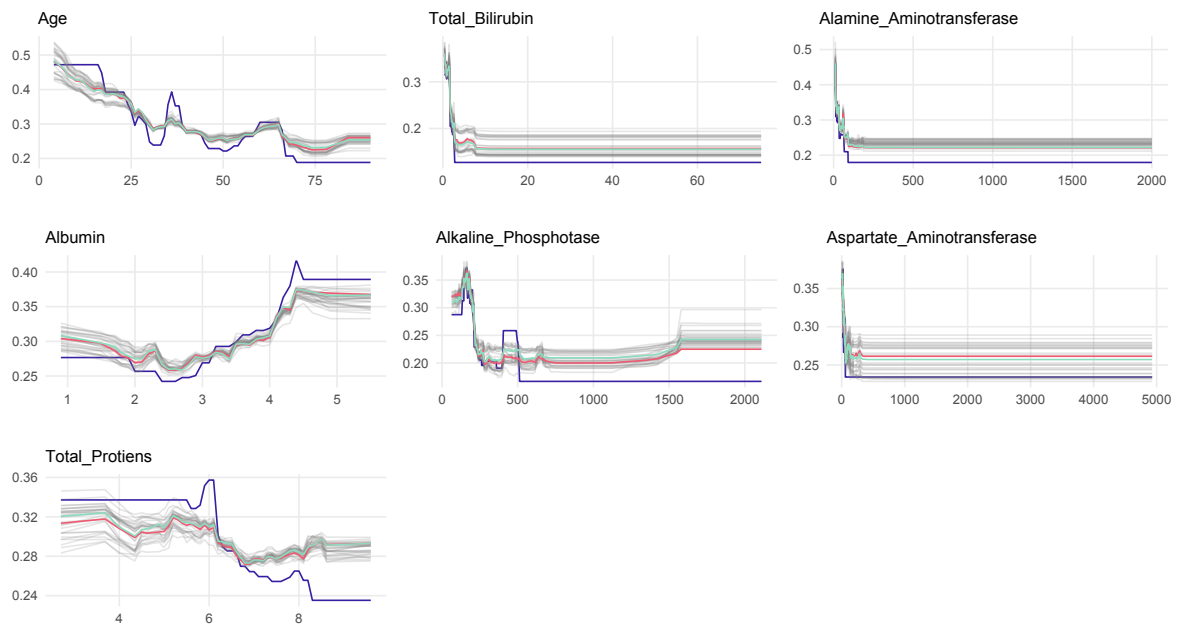 Age
0.5
0.4
0.3
0.2
0 25 50 75
Total_Bilirubin
0.3
0.2
0 20 40 60
Alamine_Aminotransferase
0.5
0.4
0.3
0.2
0 500 1000 1500 2000
Albumin
0.40
0.35
0.30
0.25
1 2 3 4 5
Alkaline_Phosphotase
0.35
0.30
0.25
0.20
0 500 1000 1500 2000
Aspartate_Aminotransferase
0.35
0.30
0.25
0 1000 2000 3000 4000 5000
Total_Protiens
0.36
0.32
0.28
0.24
4 6 8